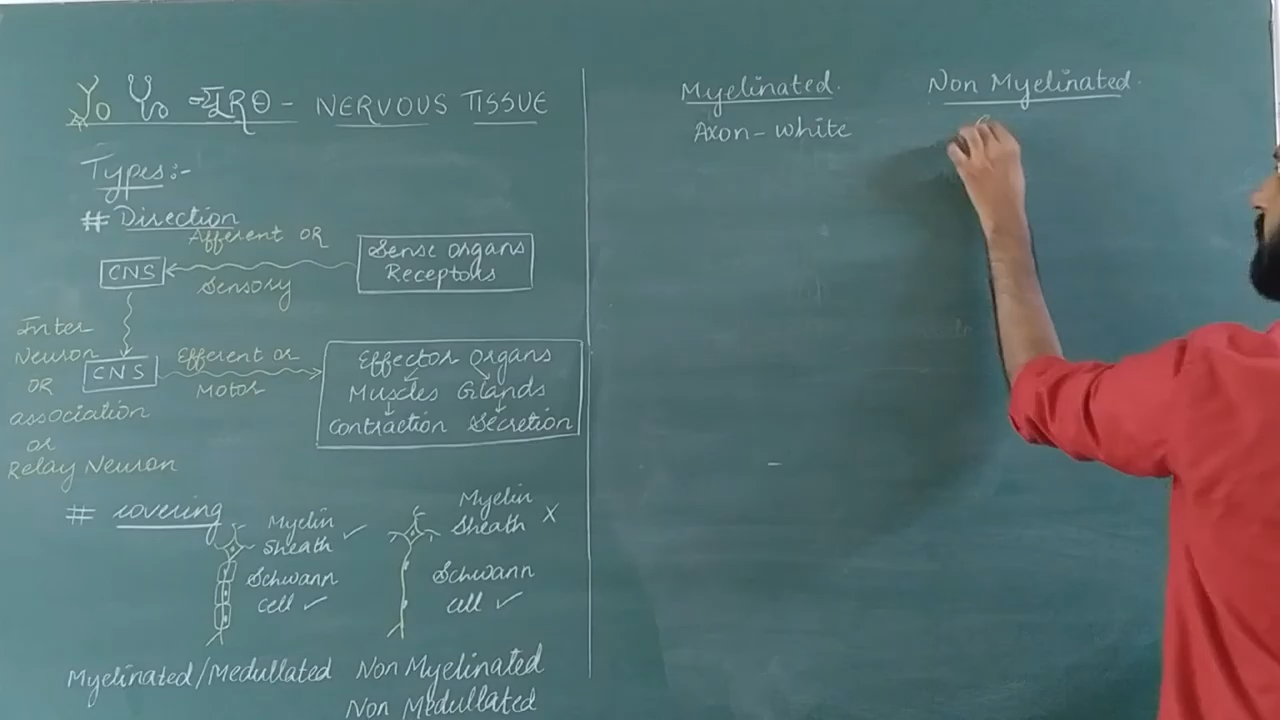 NERVOUS TISSUE
Types:-
# Direction
Afferent OR
Sensory
CNS
Sense organs
Receptors
Inter
Neuron
OR
association
or
Relay Neuron
CNS
Efferent or
Motor
Effector Organs
Muscles Glands
Contraction Secretion
# covering
Myelin
Sheath ✓
Schwann
cell ✓
Myelin
Sheath X
Schwann
cell ✓
Myelinated/Medullated
Non Myelinated
Non Medullated
Myelinated.
Axon - White
Non Myelinated.